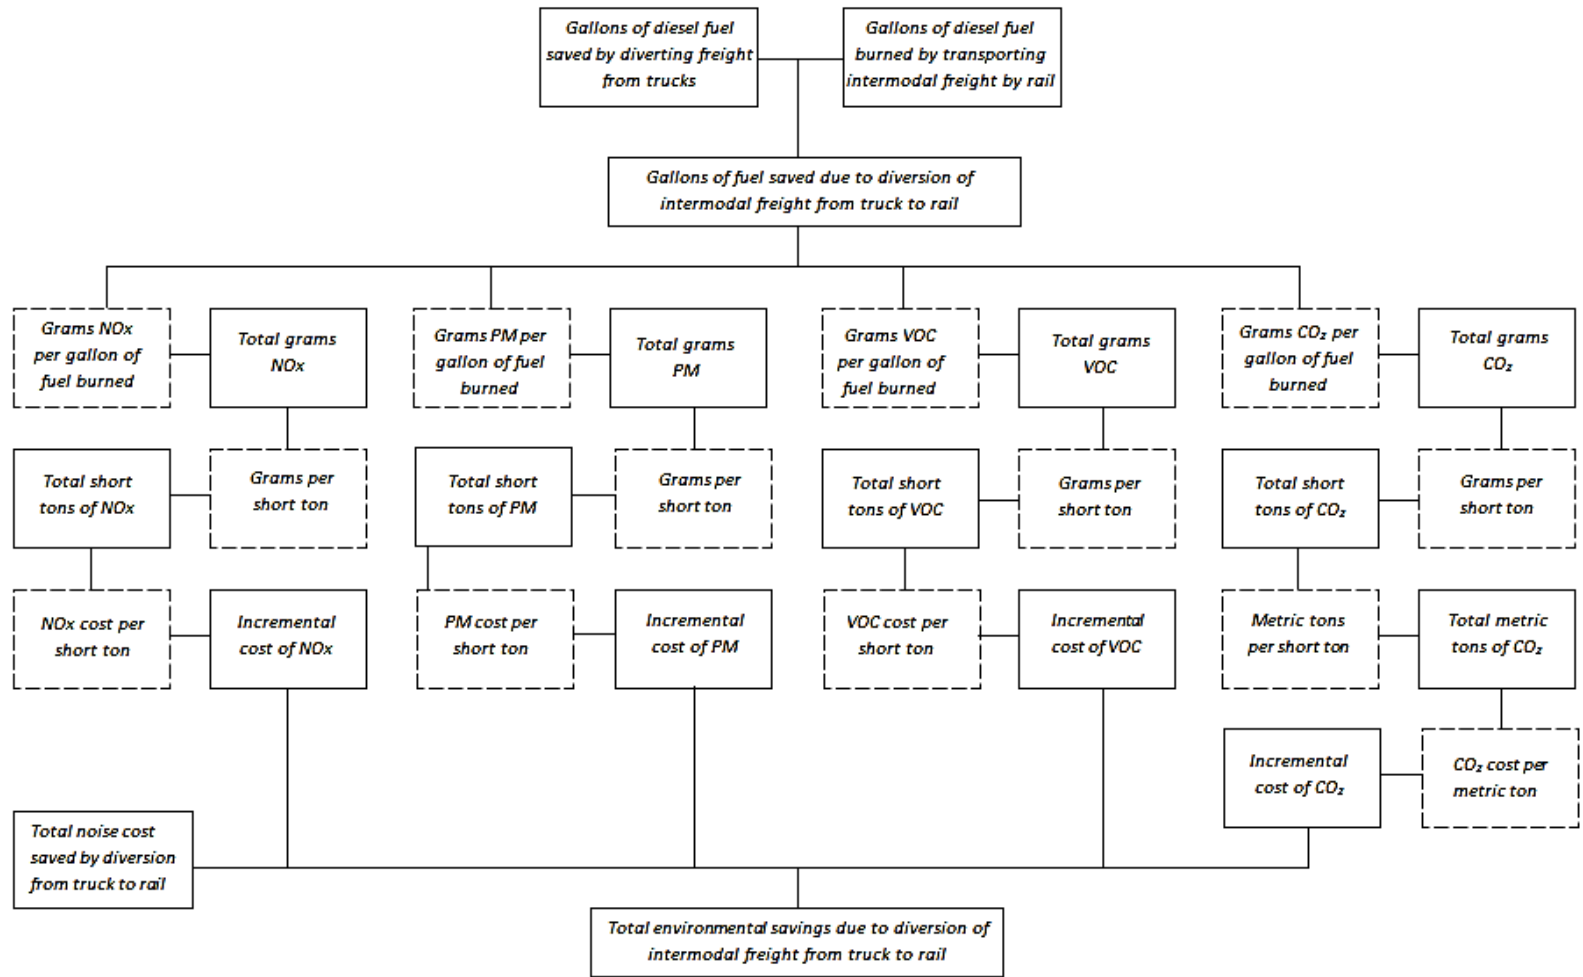 Gallons of diesel fuel
saved by diverting freight
from trucks
Gallons of diesel fuel
burned by transporting
intermodal freight by rail
Gallons of fuel saved due to diversion of
intermodal freight from truck to rail
Grams NOx
per gallon of
fuel burned
Total grams
NOx
Grams PM per
gallon of fuel
burned
Total grams
PM
Grams VOC
per gallon of
fuel burned
Total grams
VOC
Grams CO₂ per
gallon of fuel
burned
Total grams
CO₂
Total short
tons of NOx
Grams per
short ton
Total short
tons of PM
Grams per
short ton
Total short
tons of VOC
Grams per
short ton
Total short
tons of CO₂
Grams per
short ton
NOx cost per
short ton
Incremental
cost of NOx
PM cost per
short ton
Incremental
cost of PM
VOC cost per
short ton
Incremental
cost of VOC
Metric tons
per short ton
Total metric
tons of CO₂
Incremental
cost of CO₂
CO₂ cost per
metric ton
Total noise cost
saved by diversion
from truck to rail
Total environmental savings due to diversion of
intermodal freight from truck to rail